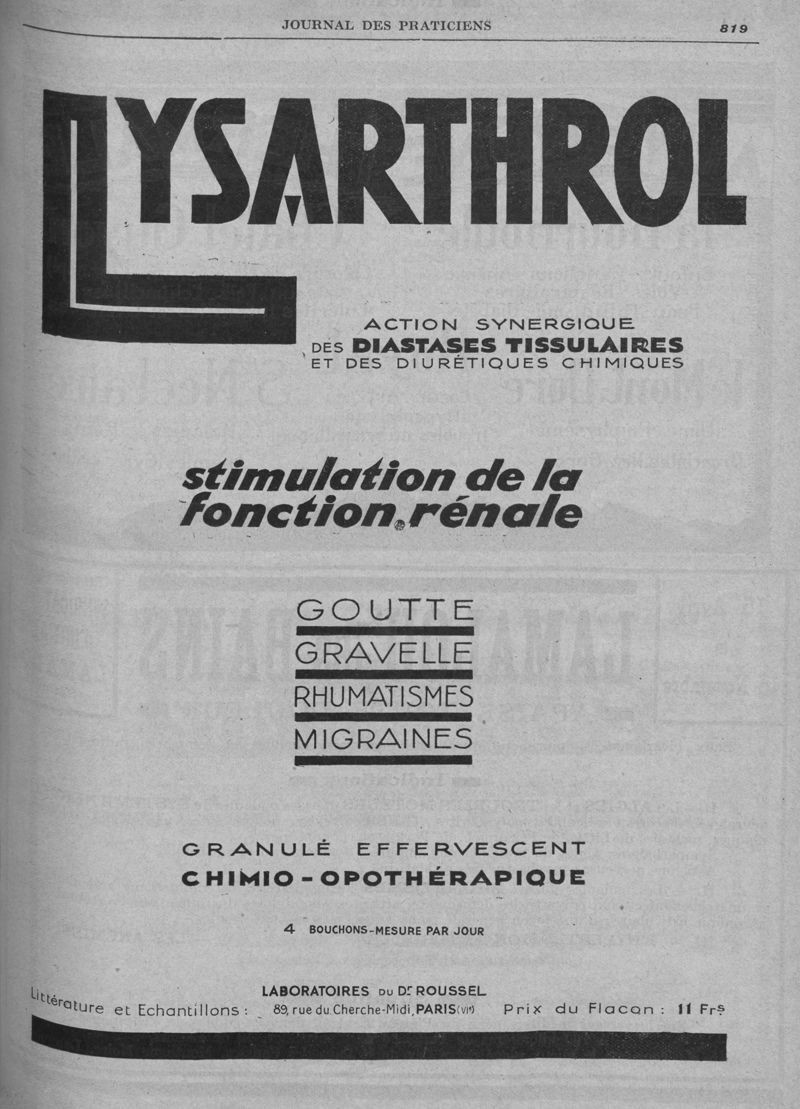 JOURNAL DES PRATICIENS 819
LYSARTHROL
ACTION SYNERGIQUE
DES DIASTASES TISSULAIRES
ET DES DIURÉTIQUES CHIMIQUES
stimulation de la
fonction rénale
GOUTTE
GRAVELLE
RHUMATISMES
MIGRAINES
GRANULÉ EFFERVESCENT
CHIMIO-OPOTHÉRAPIQUE
4 BOUCHONS-MESURE PAR JOUR
LABORATOIRES DU Dr ROUSSEL
Littérature et Echantillons : 89, rue du Cherche-Midi, PARIS (VIe) Prix du Flacon : 11 Frs